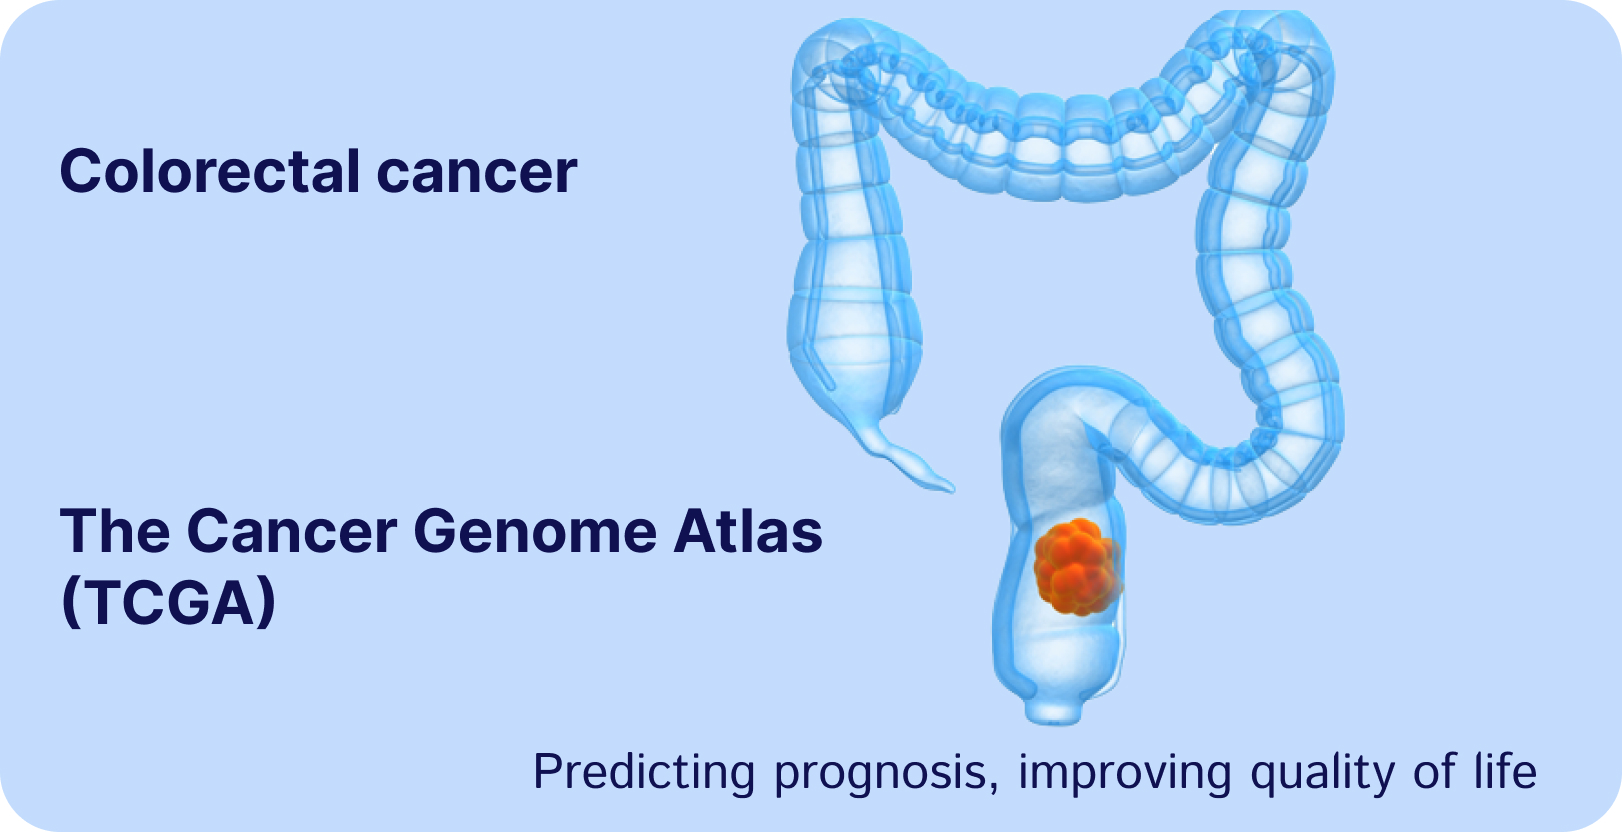 Colorectal cancer
The Cancer Genome Atlas
(TCGA)
Predicting prognosis, improving quality of life